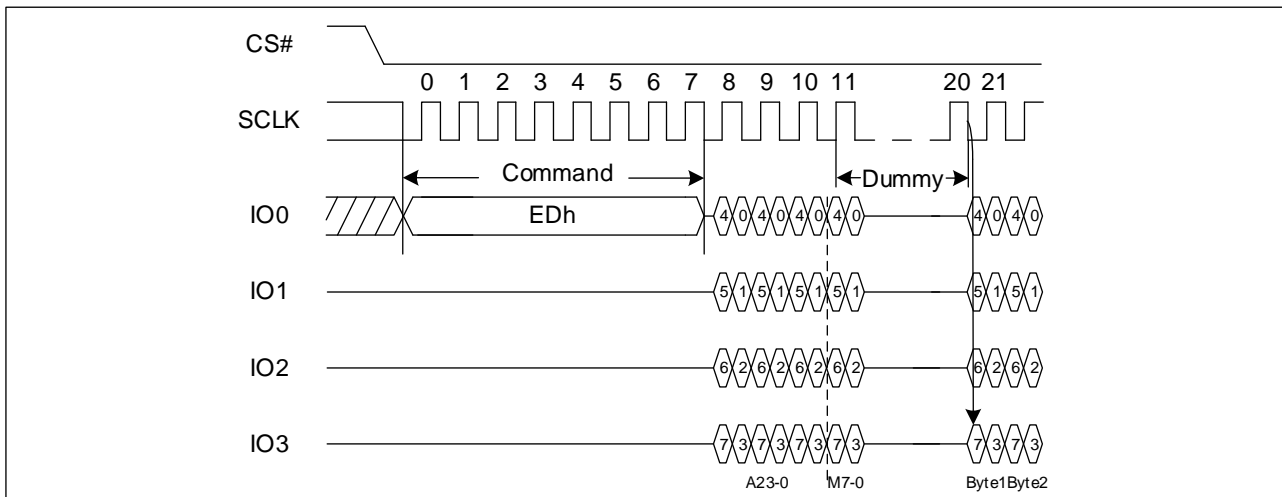 CS#
0 1 2 3 4 5 6 7 8 9 10 11 20 21
SCLK
Command Dummy
IO0 EDh 4 0 4 0 4 0 4 0 4 0 4 0
IO1 5 1 5 1 5 1 5 1 5 1 5 1
IO2 6 2 6 2 6 2 6 2 6 2 6 2
IO3 7 3 7 3 7 3 7 3 7 3 7 3
A23-0 M7-0 Byte1 Byte2